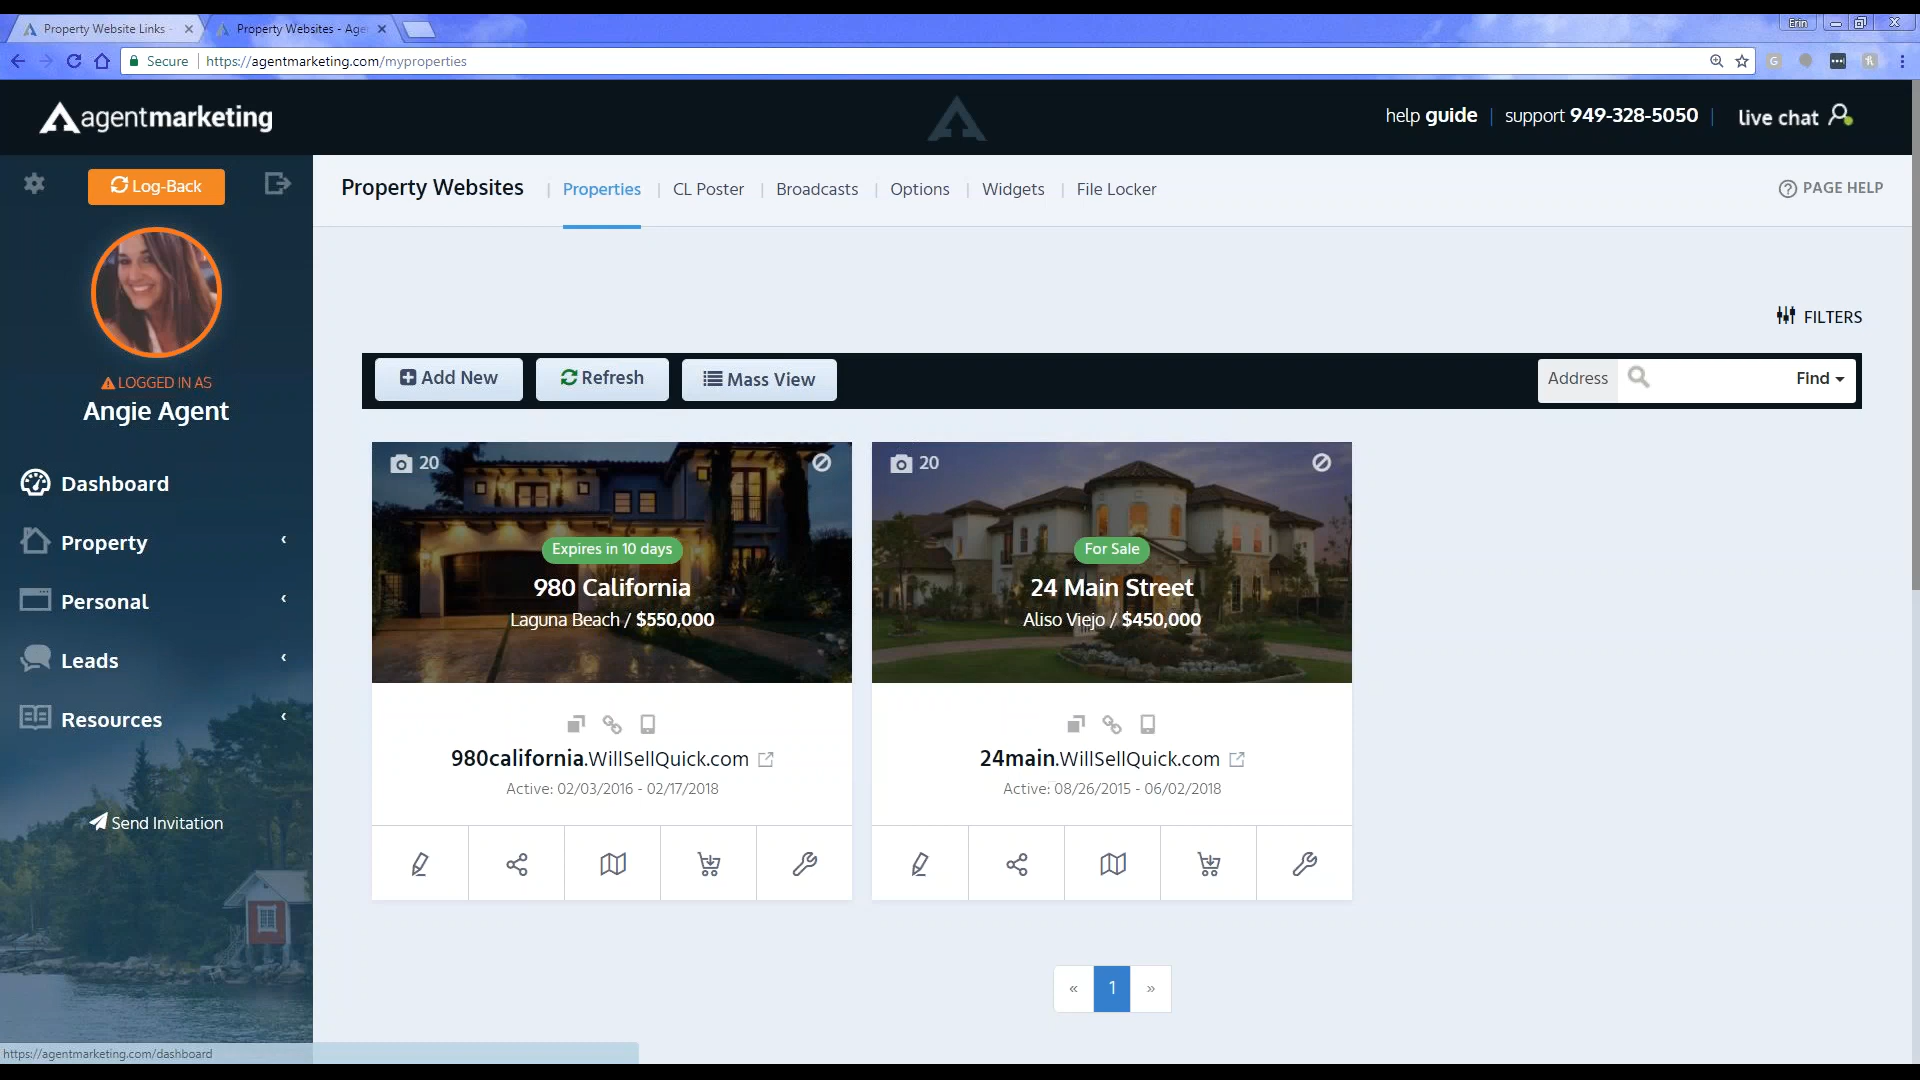 Property Website Links -
Property Websites - Age
Erin
Secure
https://agentmarketing.com/myproperties
agentmarketing
help guide
support 949-328-5050
live chat
Log-Back
Property Websites
Properties
CL Poster
Broadcasts
Options
Widgets
File Locker
PAGE HELP
LOGGED IN AS
Angie Agent
FILTERS
Add New
Refresh
Mass View
Address
Find
Dashboard
Property
Personal
Leads
Resources
Send Invitation
20
Expires in 10 days
980 California
Laguna Beach / $550,000
980california.WillSellQuick.com
Active: 02/03/2016 - 02/17/2018
20
For Sale
24 Main Street
Aliso Viejo / $450,000
24main.WillSellQuick.com
Active: 08/26/2015 - 06/02/2018
« 1 »
https://agentmarketing.com/dashboard